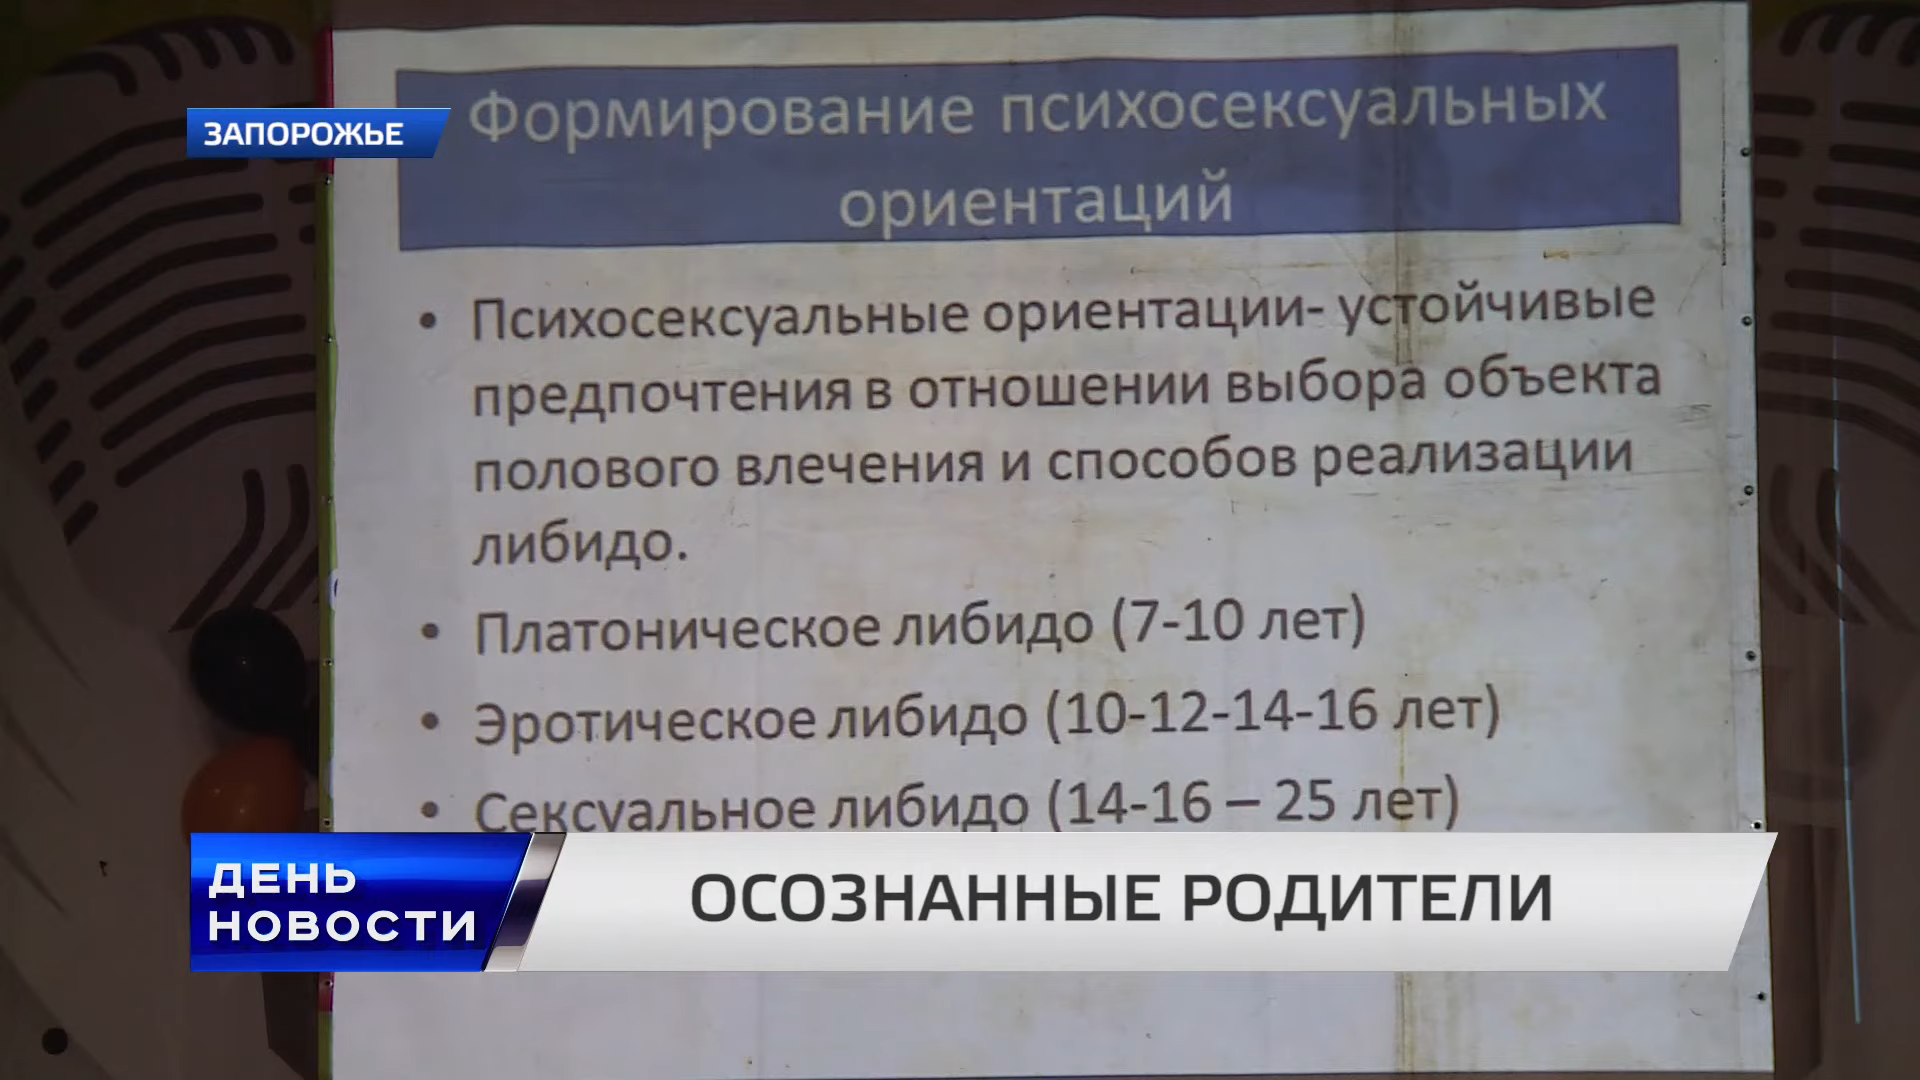 ЗАПОРОЖЬЕ
Формирование психосексуальных
ориентаций
• Психосексуальные ориентации- устойчивые
предпочтения в отношении выбора объекта
полового влечения и способов реализации
либидо.
• Платоническое либидо (7-10 лет)
• Эротическое либидо (10-12-14-16 лет)
• Сексуальное либидо (14-16 – 25 лет)
ДЕНЬ
НОВОСТИ
ОСОЗНАННЫЕ РОДИТЕЛИ